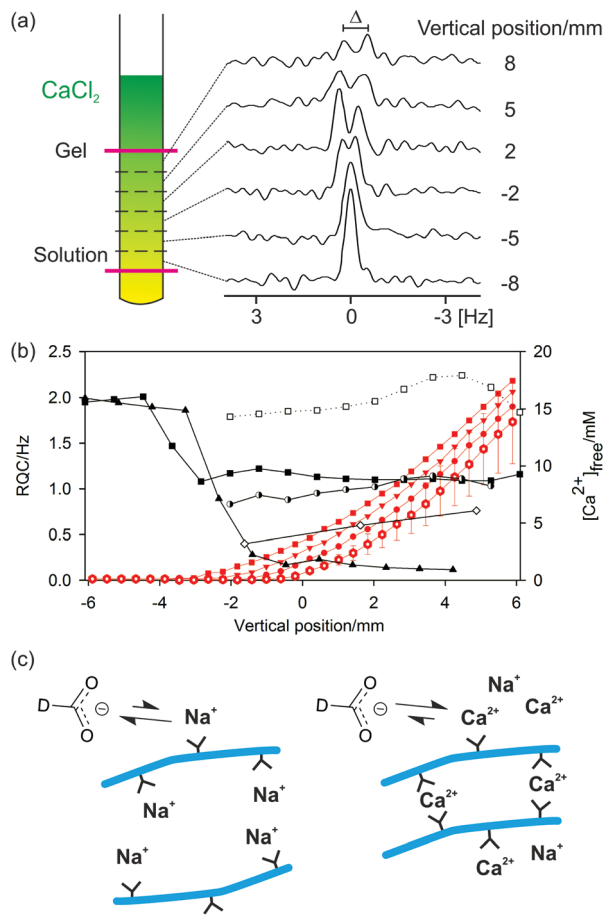 (a)
Δ
Vertical position/mm
CaCl₂
Gel
Solution
8
5
2
-2
-5
-8
3 0 -3 [Hz]
(b)
2.5 20
2.0 15
1.5
1.0 10
0.5 5
0.0 0
RQC/Hz
[Ca²⁺]free/mM
-6 -4 -2 0 2 4 6
Vertical position/mm
(c)
D O O ⊖ Na⁺
Na⁺ Na⁺
Na⁺ Na⁺
D O O ⊖ Na⁺
Ca²⁺ Ca²⁺
Ca²⁺ Ca²⁺
Ca²⁺ Na⁺